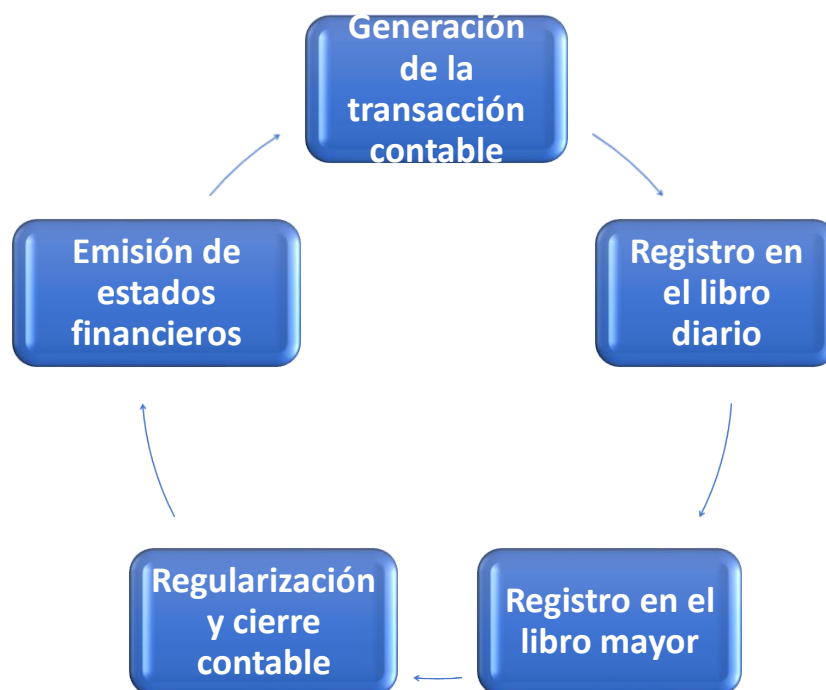 Generación
de la
transacción
contable
Registro en
el libro
diario
Registro en el
libro mayor
Regularización
y cierre
contable
Emisión de
estados
financieros